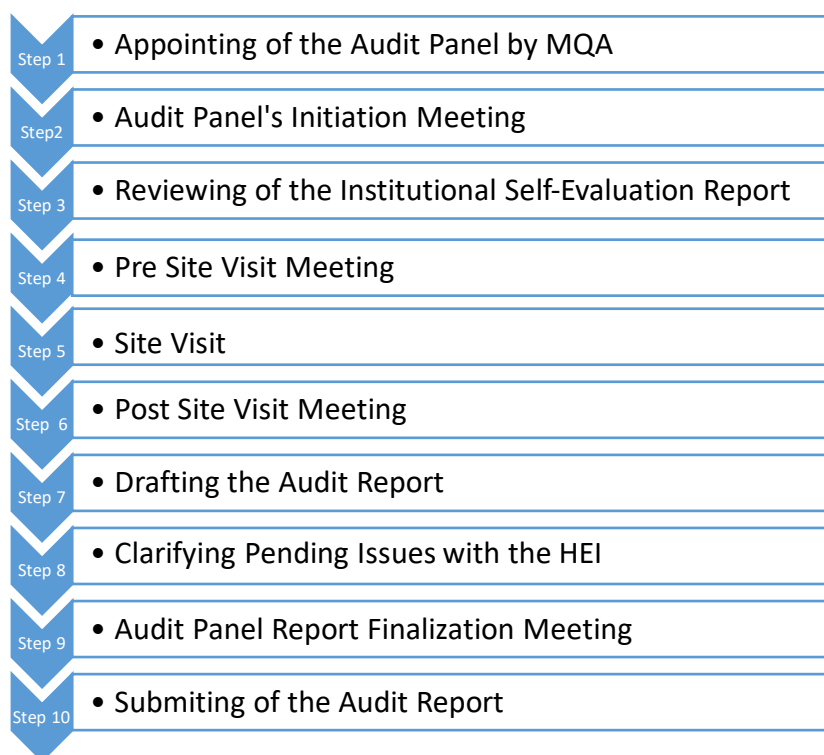 Step 1
• Appointing of the Audit Panel by MQA
Step2
• Audit Panel's Initiation Meeting
Step 3
• Reviewing of the Institutional Self-Evaluation Report
Step 4
• Pre Site Visit Meeting
Step 5
• Site Visit
Step 6
• Post Site Visit Meeting
Step 7
• Drafting the Audit Report
Step 8
• Clarifying Pending Issues with the HEI
Step 9
• Audit Panel Report Finalization Meeting
Step 10
• Submiting of the Audit Report